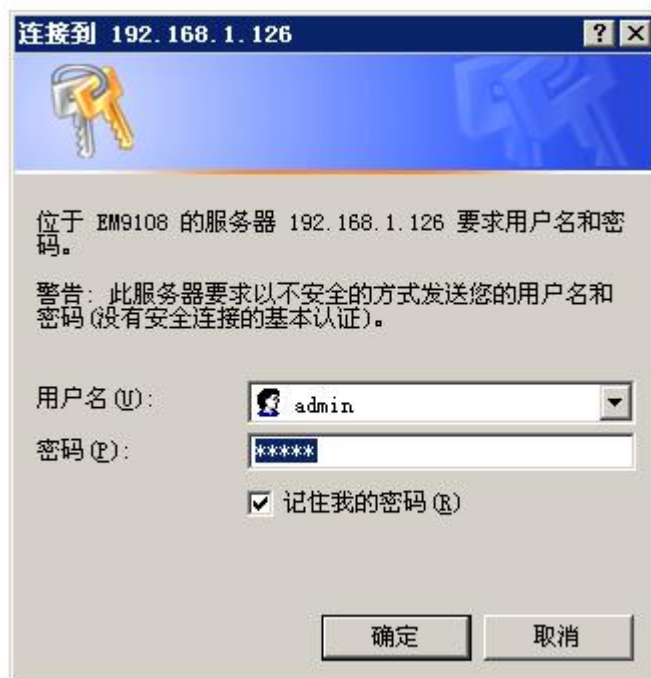 连接到 192.168.1.126
位于 EM9108 的服务器 192.168.1.126 要求用户名和密
码。
警告: 此服务器要求以不安全的方式发送您的用户名和
密码(没有安全连接的基本认证)。
用户名(U):
admin
密码(P):
*****
记住我的密码(R)
确定
取消